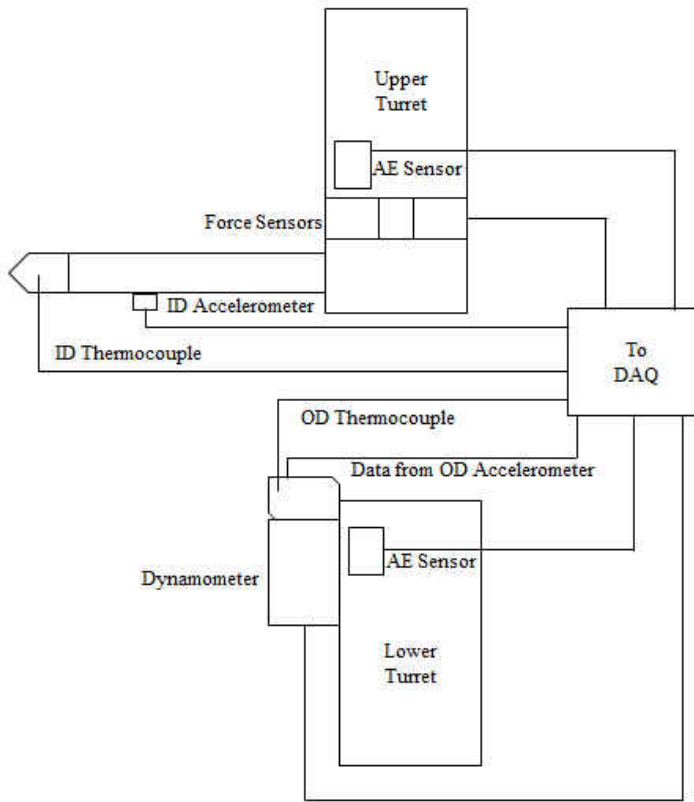 Upper
Turret
AE Sensor
Force Sensors
ID Accelerometer
ID Thermocouple
To
DAQ
OD Thermocouple
Data from OD Accelerometer
AE Sensor
Dynamometer
Lower
Turret